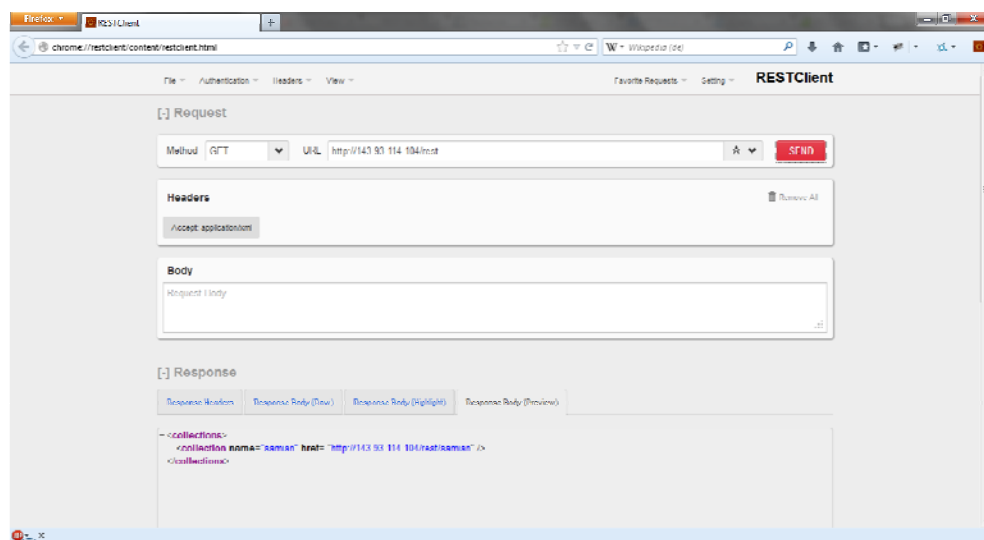 Firefox
RESTClient
+
chrome://restclient/content/restclient.html
W - Wikipedia (de)
File
Authentication
Headers
View
Favorite Requests
Setting
RESTClient
[-] Request
Method
GET
URL
http://143.93.114.104/rest
SEND
Headers
Remove All
Accept: application/xml
Body
Request Body
[-] Response
Response Headers
Response Body (Raw)
Response Body (Highlight)
Response Body (Preview)
- <collections>
<collection name="samian" href= "http://143.93.114.104/rest/samian" />
</collections>
x